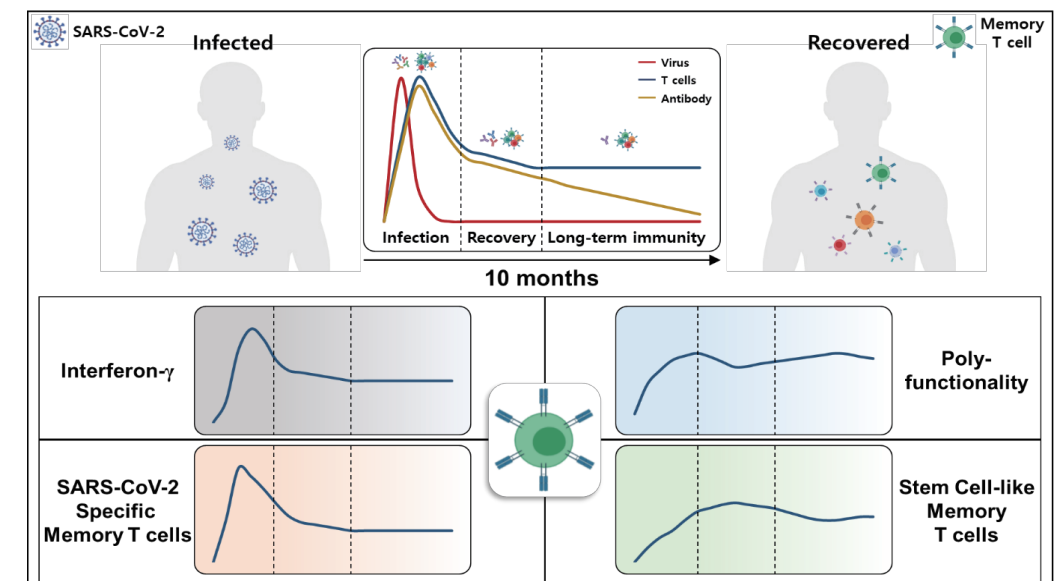 SARS-CoV-2
Infected
Recovered
Memory
T cell
Virus
T cells
Antibody
Infection
Recovery
Long-term immunity
10 months
Interferon-γ
Poly-
functionality
SARS-CoV-2
Specific
Memory T cells
Stem Cell-like
Memory
T cells